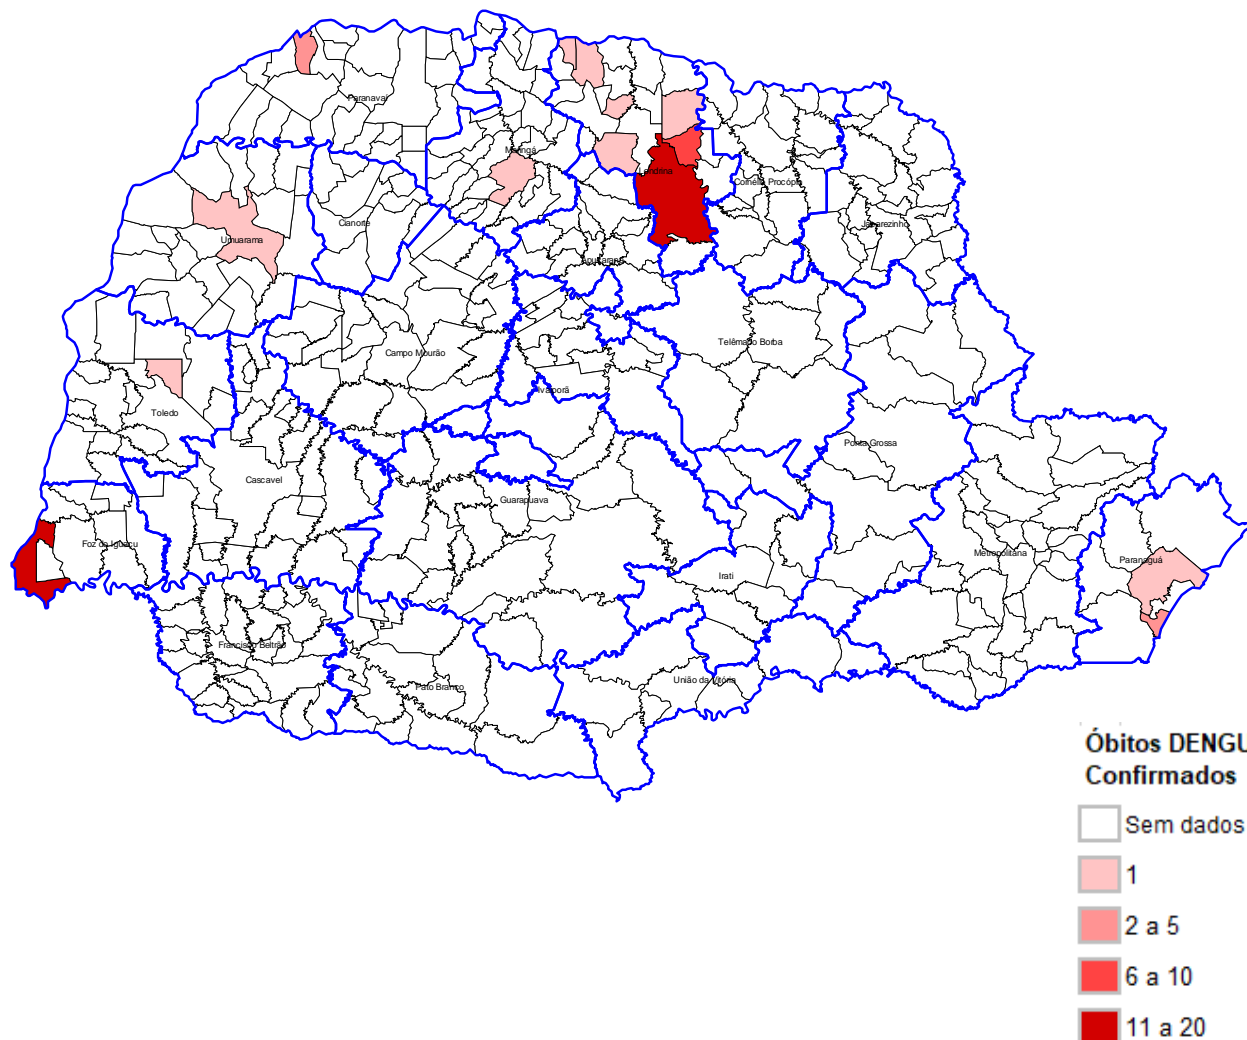 Paranavaí
Maringá
Londrina
Cornélio Procópio
Jacarezinho
Cianorte
Umuarama
Apucarana
Telêmaco Borba
Campo Mourão
Ivaiporã
Toledo
Ponta Grossa
Cascavel
Guarapuava
Foz do Iguaçu
Metropolitana
Paranaguá
Irati
Francisco Beltrão
União da Vitória
Pato Branco
Óbitos DENGU
Confirmados
Sem dados
1
2 a 5
6 a 10
11 a 20